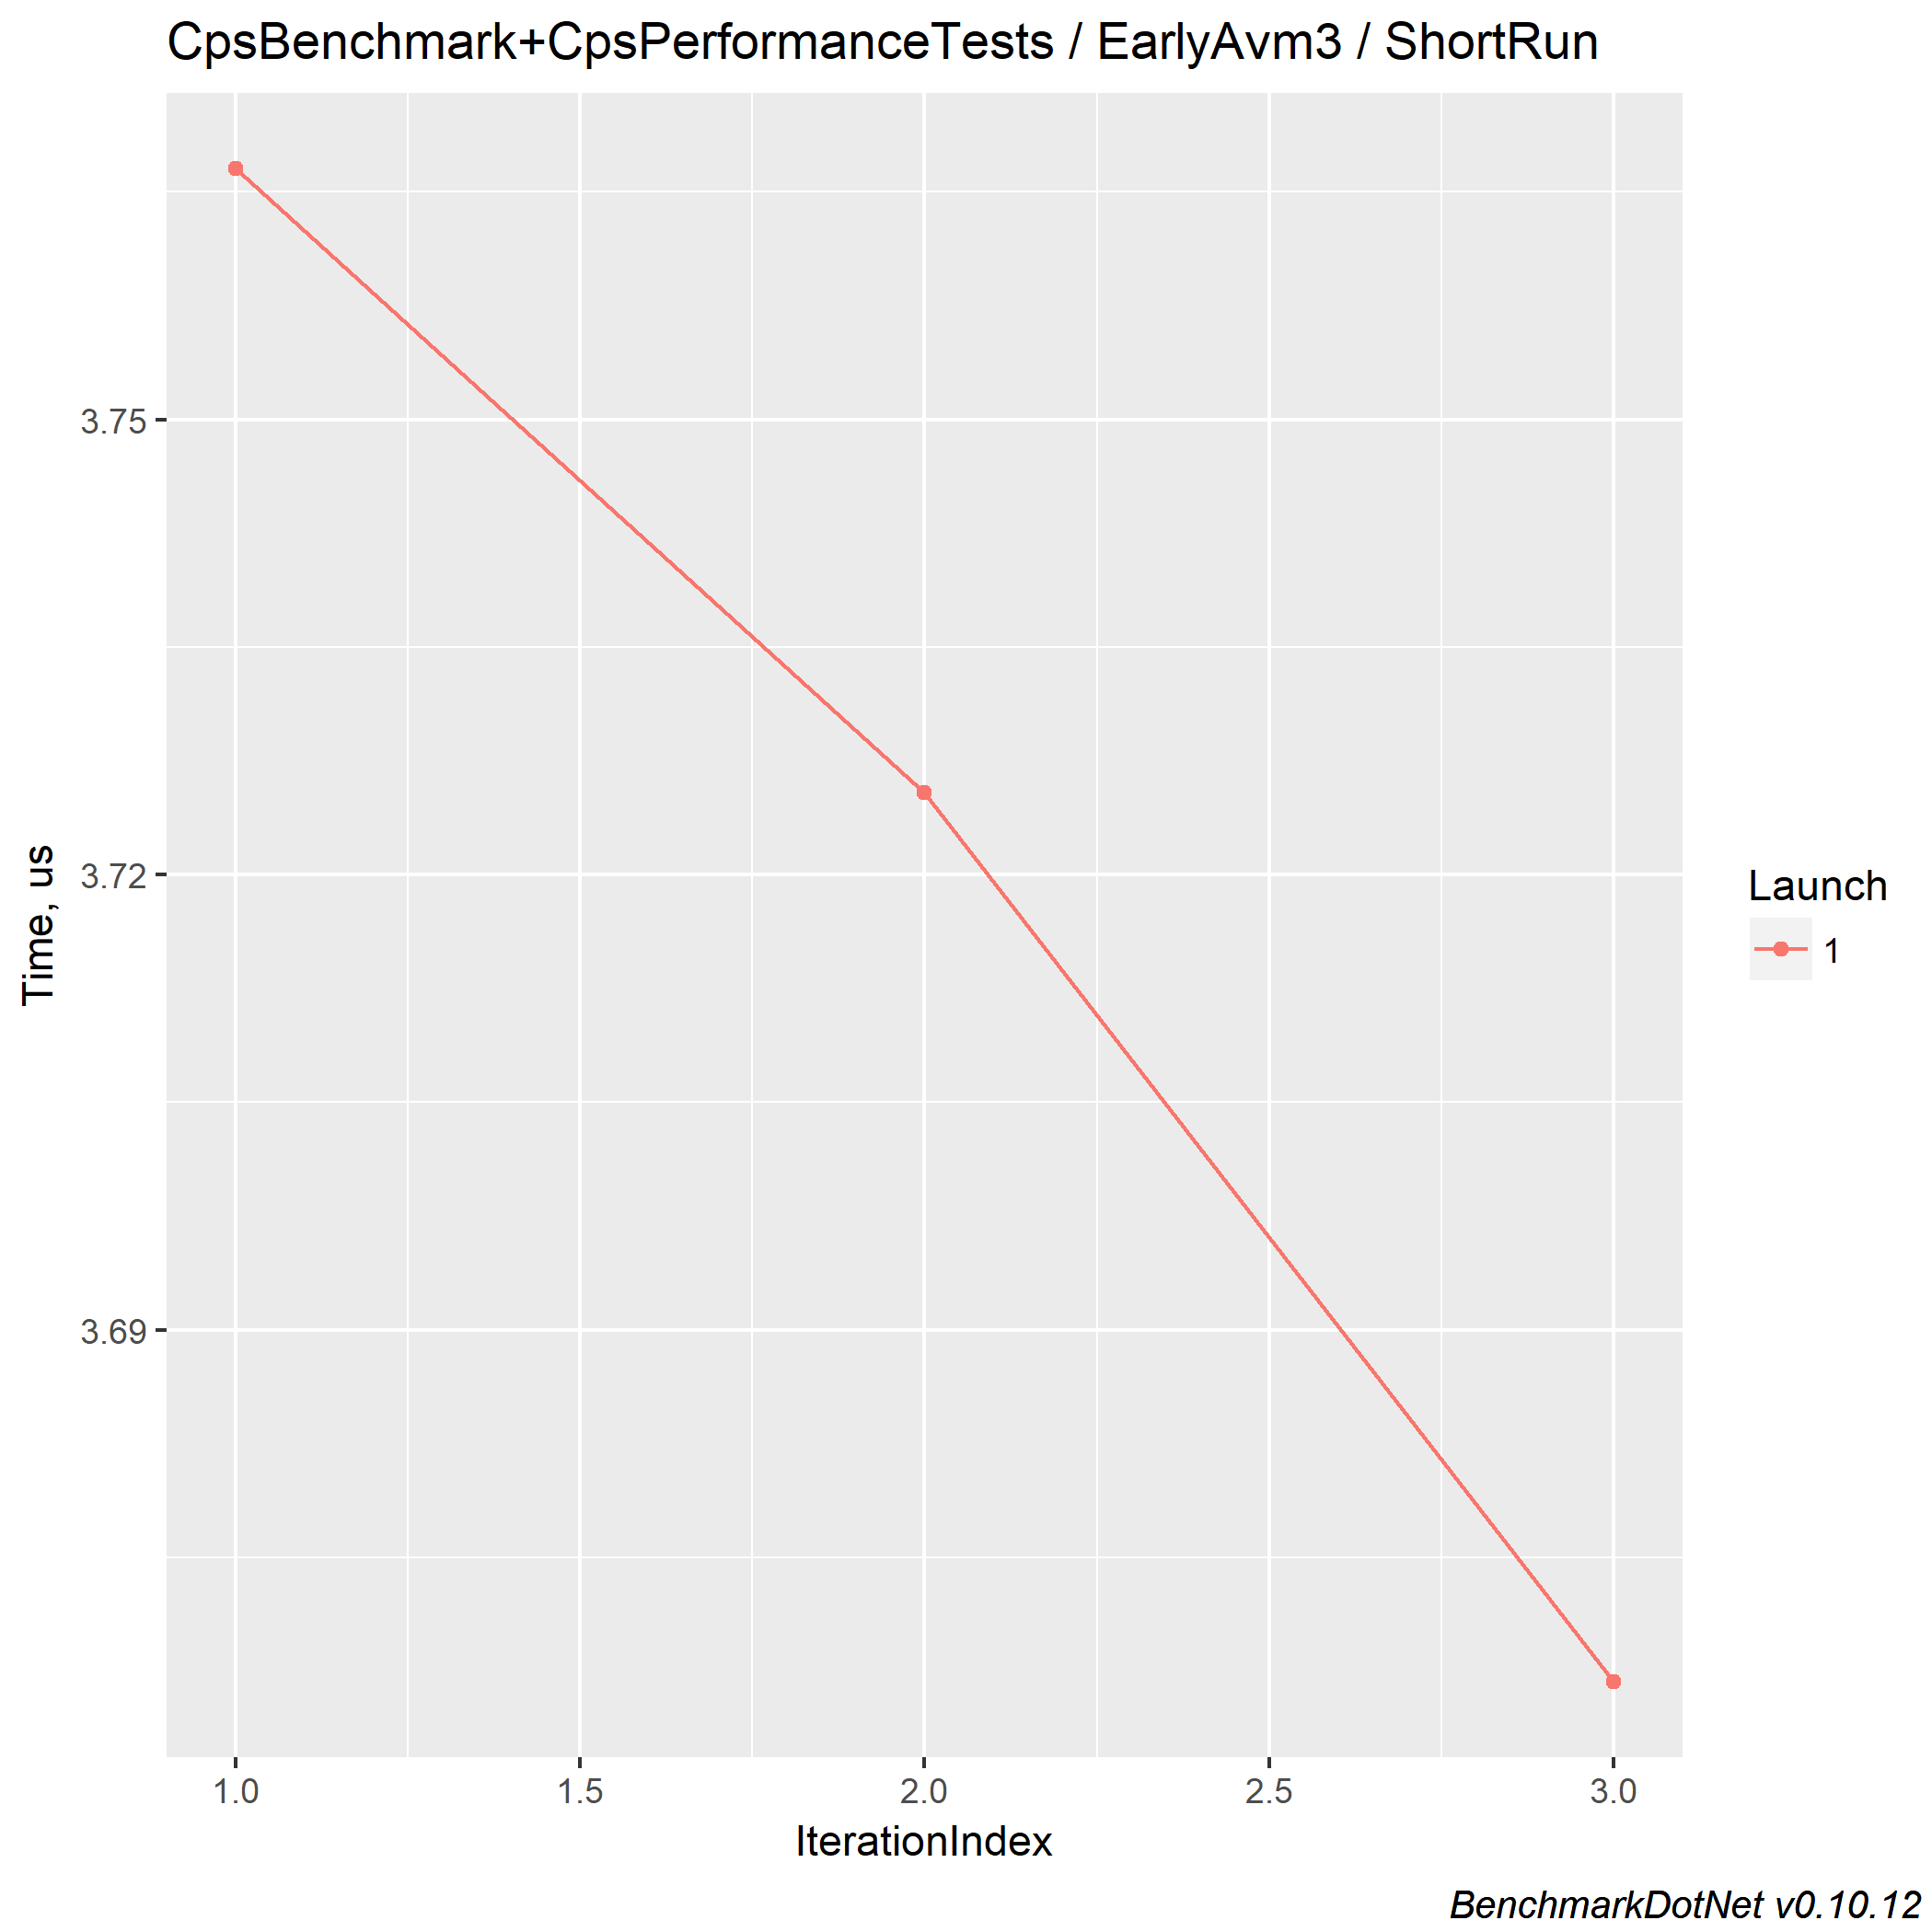 CpsBenchmark+CpsPerformanceTests / EarlyAvm3 / ShortRun
3.75
3.72
3.69
Time, us
1.0 1.5 2.0 2.5 3.0
IterationIndex
Launch
1
BenchmarkDotNet v0.10.12